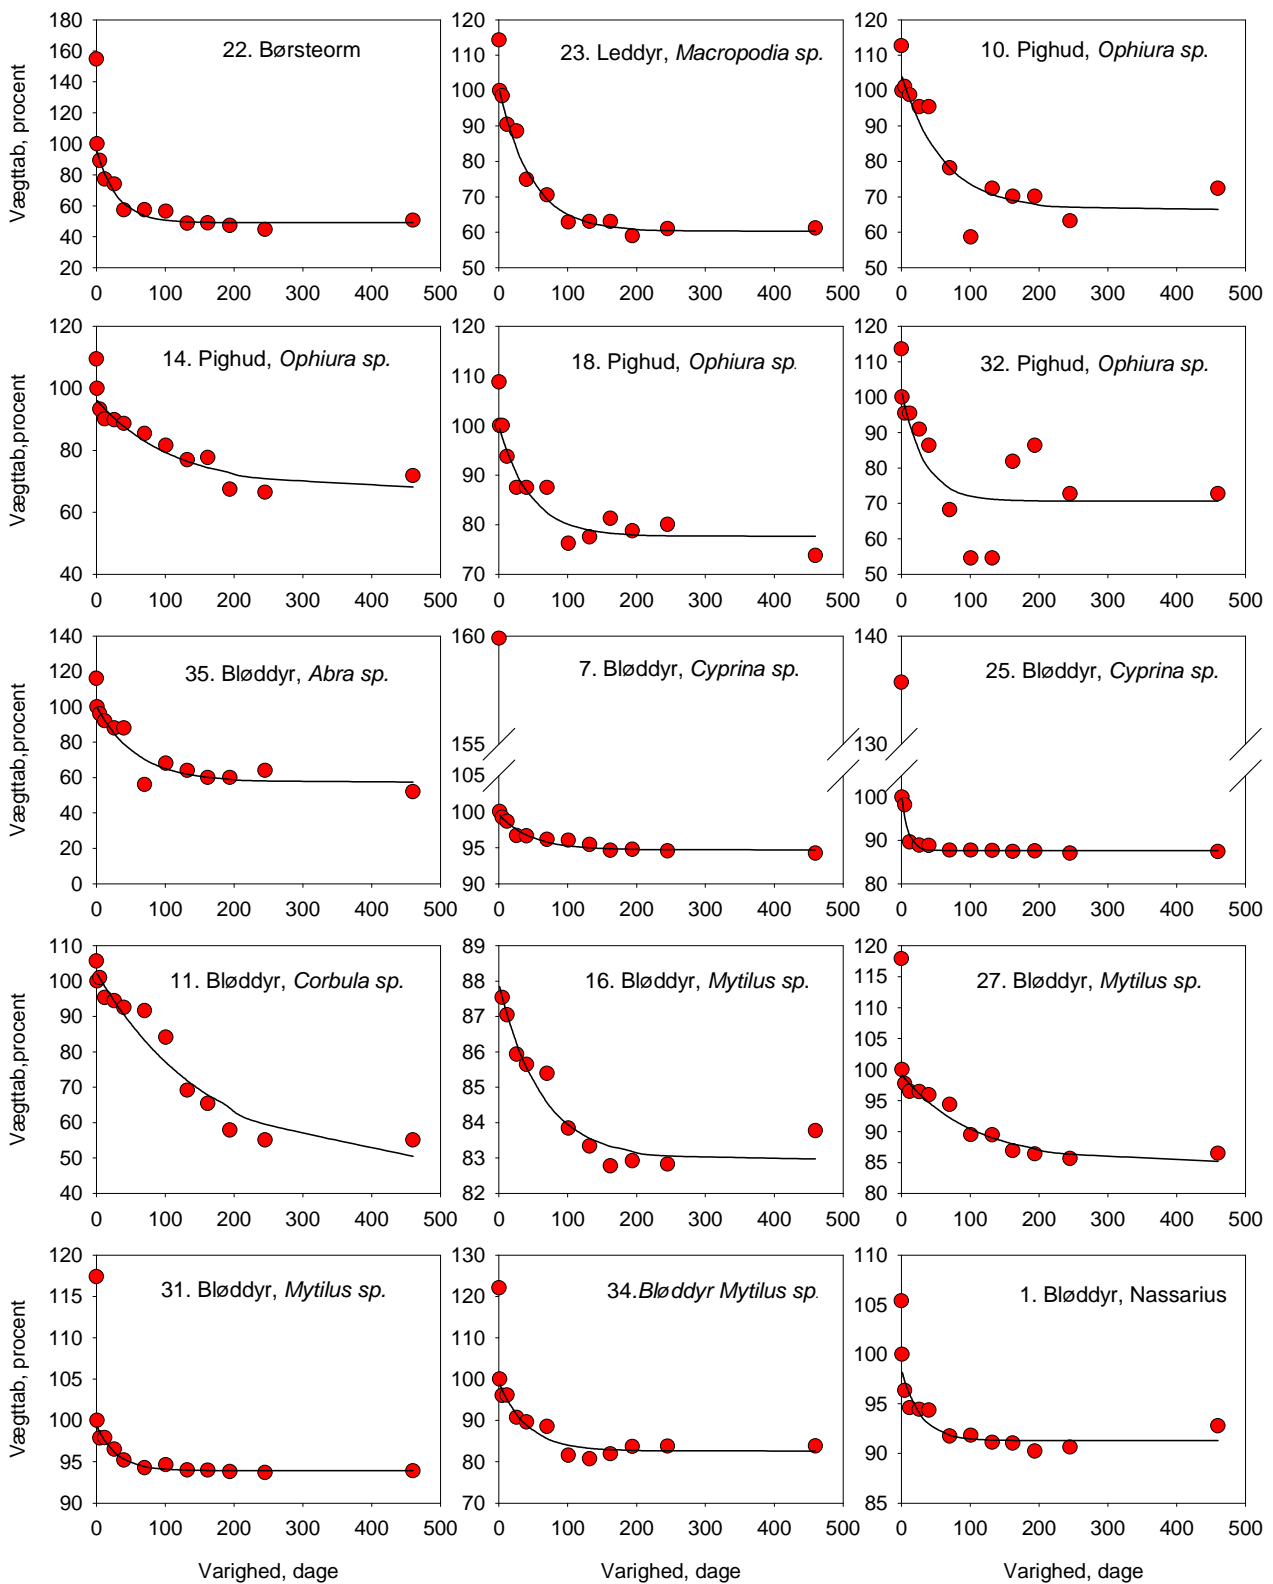 Vægttab, procent
180
160
140
120
100
80
60
40
20
22. Børsteorm
0 100 200 300 400 500
120
110
100
90
80
70
60
50
23. Leddyr, Macropodia sp.
0 100 200 300 400 500
120
110
100
90
80
70
60
50
10. Pighud, Ophiura sp.
0 100 200 300 400 500
Vægttab,procent
120
100
80
60
40
14. Pighud, Ophiura sp.
0 100 200 300 400 500
120
110
100
90
80
70
18. Pighud, Ophiura sp.
0 100 200 300 400 500
120
110
100
90
80
70
60
50
32. Pighud, Ophiura sp.
0 100 200 300 400 500
Vægttab,procent
140
120
100
80
60
40
20
0
35. Bløddyr, Abra sp.
0 100 200 300 400 500
160
155
105
100
95
90
7. Bløddyr, Cyprina sp.
0 100 200 300 400 500
140
130
100
90
80
25. Bløddyr, Cyprina sp.
0 100 200 300 400 500
Vægttab,procent
110
100
90
80
70
60
50
40
11. Bløddyr, Corbula sp.
0 100 200 300 400 500
89
88
87
86
85
84
83
82
16. Bløddyr, Mytilus sp.
0 100 200 300 400 500
120
115
110
105
100
95
90
85
80
27. Bløddyr, Mytilus sp.
0 100 200 300 400 500
Vægttab, procent
120
115
110
105
100
95
90
31. Bløddyr, Mytilus sp.
0 100 200 300 400 500
Varighed, dage
130
120
110
100
90
80
70
34.Bløddyr Mytilus sp.
0 100 200 300 400 500
Varighed, dage
110
105
100
95
90
85
1. Bløddyr, Nassarius
0 100 200 300 400 500
Varighed, dage